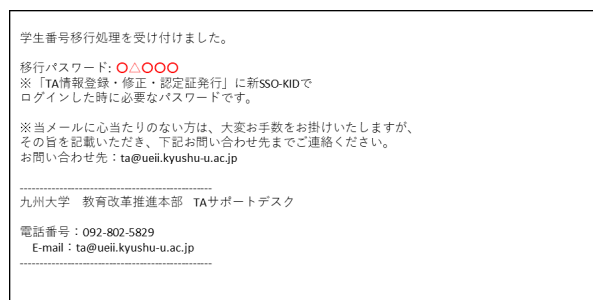 学生番号移行処理を受け付けました。
移行パスワード: 〇△〇〇〇
※「TA情報登録・修正・認定証発行」に新SSO-KIDで
ログインした時に必要なパスワードです。
※当メールに心当たりのない方は、大変お手数をお掛けいたしますが、
その旨を記載いただき、下記お問い合わせ先までご連絡ください。
お問い合わせ先：ta@ueii.kyushu-u.ac.jp
------------------------------------------------
九州大学　教育改革推進本部　TAサポートデスク
電話番号：092-802-5829
E-mail：ta@ueii.kyushu-u.ac.jp
------------------------------------------------